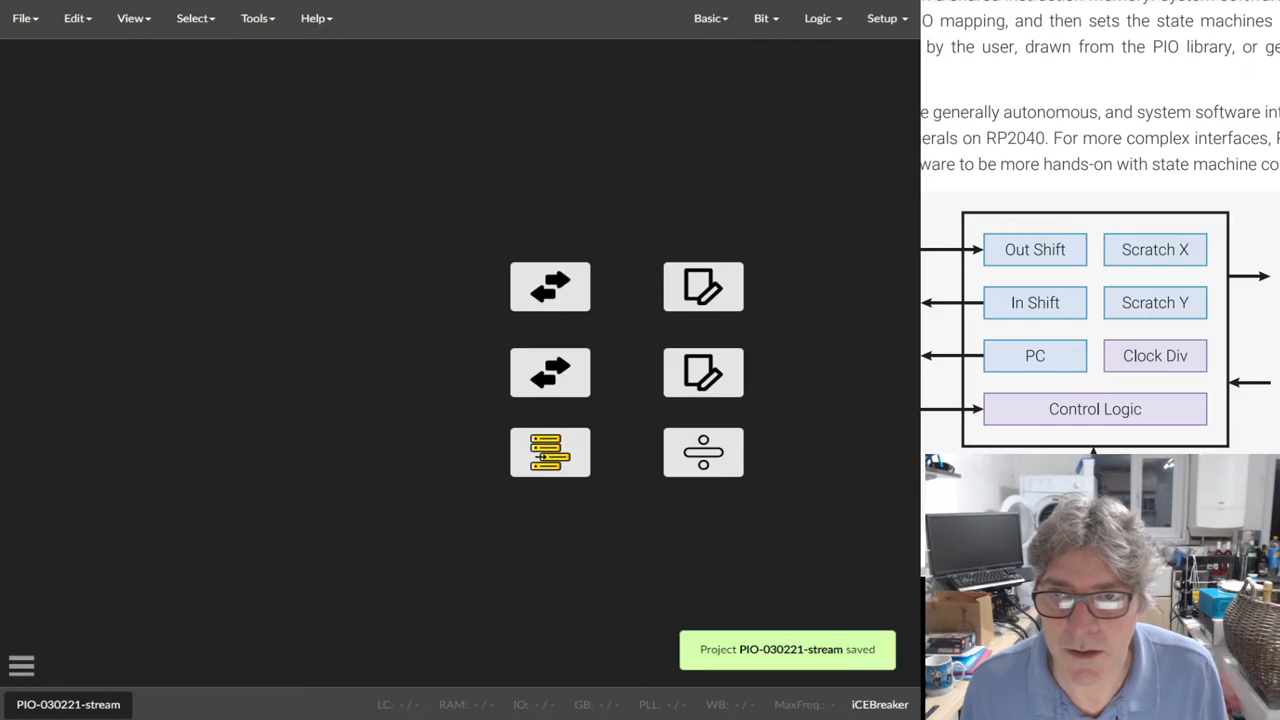 File
Edit
View
Select
Tools
Help
Basic
Bit
Logic
Setup
O mapping, and then sets the state machines
by the user, drawn from the PIO library, or ge
e generally autonomous, and system software int
erals on RP2040. For more complex interfaces,
ware to be more hands-on with state machine co
Out Shift
Scratch X
In Shift
Scratch Y
PC
Clock Div
Control Logic
Project PIO-030221-stream saved
PIO-030221-stream
LC: - / -
RAM: - / -
IO: - / -
GB: - / -
PLL: - / -
WB: - / -
MaxFreq.: -
iCEBreaker